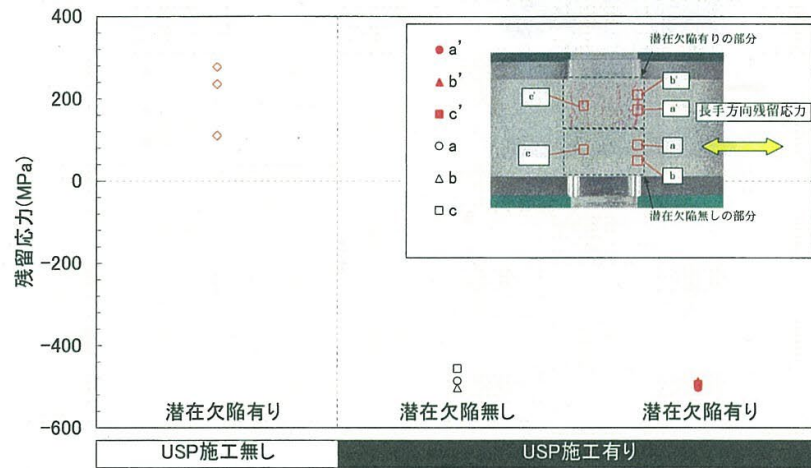 400
200
0
-200
-400
-600
残留応力(MPa)
a'
b'
c'
a
b
c
潜在欠陥有りの部分
c'
b'
a'
長手方向残留応力
c
a
b
潜在欠陥無しの部分
潜在欠陥有り
潜在欠陥無し
潜在欠陥有り
USP施工無し
USP施工有り